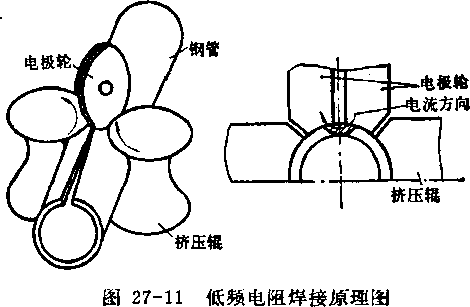 电极轮
钢管
挤压辊
电极轮
电流方向
挤压辊
图 27-11 低频电阻焊接原理图